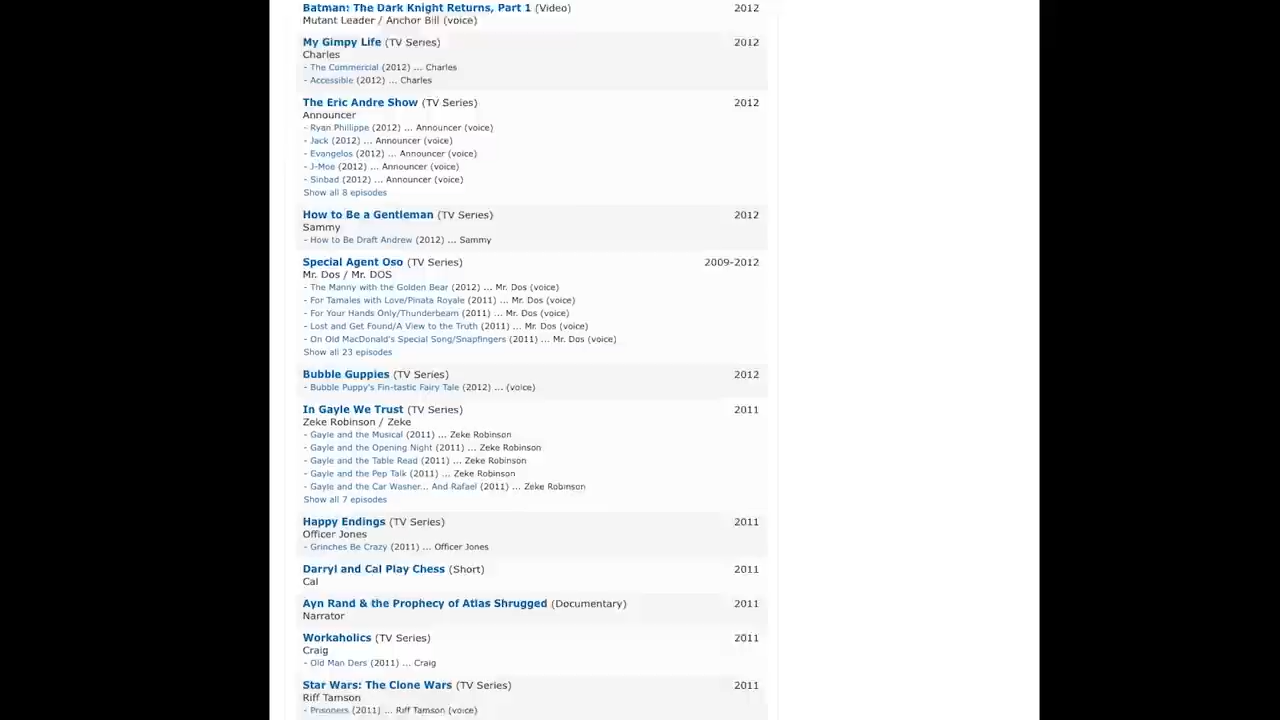 Batman: The Dark Knight Returns, Part 1 (Video) 2012
Mutant Leader / Anchor Bill (voice)
My Gimpy Life (TV Series) 2012
Charles
- The Commercial (2012) ... Charles
- Accessible (2012) ... Charles
The Eric Andre Show (TV Series) 2012
Announcer
- Ryan Phillippe (2012) ... Announcer (voice)
- Jack (2012) ... Announcer (voice)
- Evangelos (2012) ... Announcer (voice)
- J-Moe (2012) ... Announcer (voice)
- Sinbad (2012) ... Announcer (voice)
Show all 8 episodes
How to Be a Gentleman (TV Series) 2012
Sammy
- How to Be Draft Andrew (2012) ... Sammy
Special Agent Oso (TV Series) 2009-2012
Mr. Dos / Mr. DOS
- The Manny with the Golden Bear (2012) ... Mr. Dos (voice)
- For Tamales with Love/Pinata Royale (2011) ... Mr. Dos (voice)
- For Your Hands Only/Thunderbeam (2011) ... Mr. Dos (voice)
- Lost and Get Found/A View to the Truth (2011) ... Mr. Dos (voice)
- On Old MacDonald's Special Song/Snapfingers (2011) ... Mr. Dos (voice)
Show all 23 episodes
Bubble Guppies (TV Series) 2012
- Bubble Puppy's Fin-tastic Fairy Tale (2012) ... (voice)
In Gayle We Trust (TV Series) 2011
Zeke Robinson / Zeke
- Gayle and the Musical (2011) ... Zeke Robinson
- Gayle and the Opening Night (2011) ... Zeke Robinson
- Gayle and the Table Read (2011) ... Zeke Robinson
- Gayle and the Pep Talk (2011) ... Zeke Robinson
- Gayle and the Car Washer... And Rafael (2011) ... Zeke Robinson
Show all 7 episodes
Happy Endings (TV Series) 2011
Officer Jones
- Grinches Be Crazy (2011) ... Officer Jones
Darryl and Cal Play Chess (Short) 2011
Cal
Ayn Rand & the Prophecy of Atlas Shrugged (Documentary) 2011
Narrator
Workaholics (TV Series) 2011
Craig
- Old Man Ders (2011) ... Craig
Star Wars: The Clone Wars (TV Series) 2011
Riff Tamson
- Prisoners (2011) ... Riff Tamson (voice)